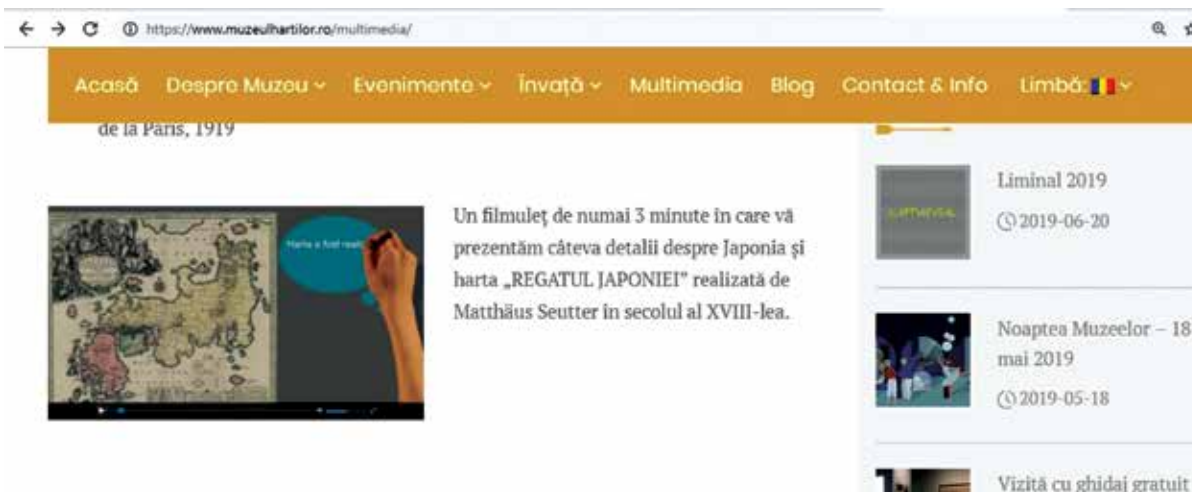 https://www.muzeulhartilor.ro/multimedia/
Acasă Despre Muzeu Evenimente Învață Multimedia Blog Contact & Info Limbă:
de la Paris, 1919
Harta a fost
Un filmuleț de numai 3 minute în care vă
prezentăm câteva detalii despre Japonia și
harta „REGATUL JAPONIEI” realizată de
Matthäus Seutter în secolul al XVIII-lea.
Liminal 2019
2019-06-20
Noaptea Muzeelor – 18
mai 2019
2019-05-18
Vizită cu ghidaj gratuit